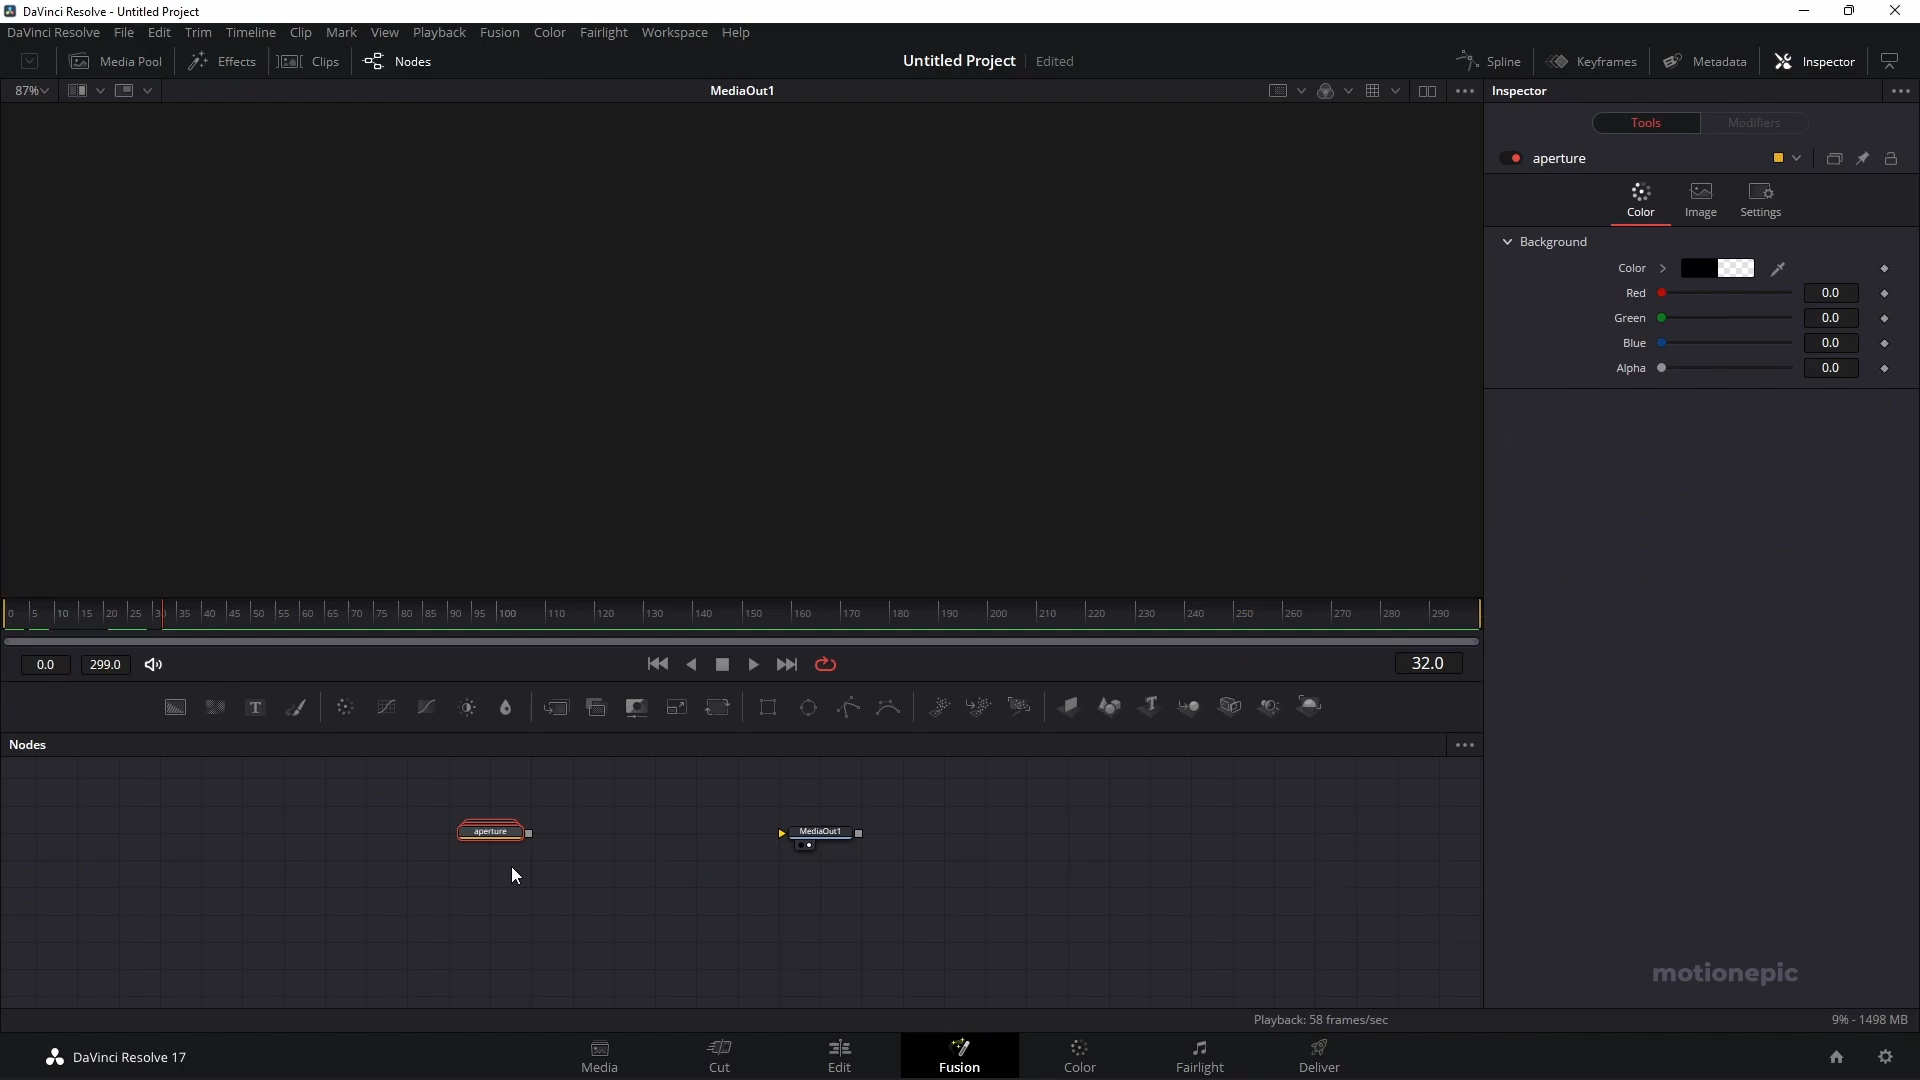 DaVinci Resolve - Untitled Project
DaVinci Resolve File Edit Trim Timeline Clip Mark View Playback Fusion Color Fairlight Workspace Help
Media Pool Effects Clips Nodes Untitled Project Edited Spline Keyframes Metadata Inspector
87% MediaOut1 Inspector
Tools Modifiers
aperture
Color Image Settings
Background
Color
Red 0.0
Green 0.0
Blue 0.0
Alpha 0.0
0 5 10 15 20 25 30 35 40 45 50 55 60 65 70 75 80 85 90 95 100 110 120 130 140 150 160 170 180 190 200 210 220 230 240 250 260 270 280 290
0.0 299.0 32.0
Nodes
aperture MediaOut1
motionepic
Playback: 58 frames/sec 9% - 1498 MB
DaVinci Resolve 17 Media Cut Edit Fusion Color Fairlight Deliver